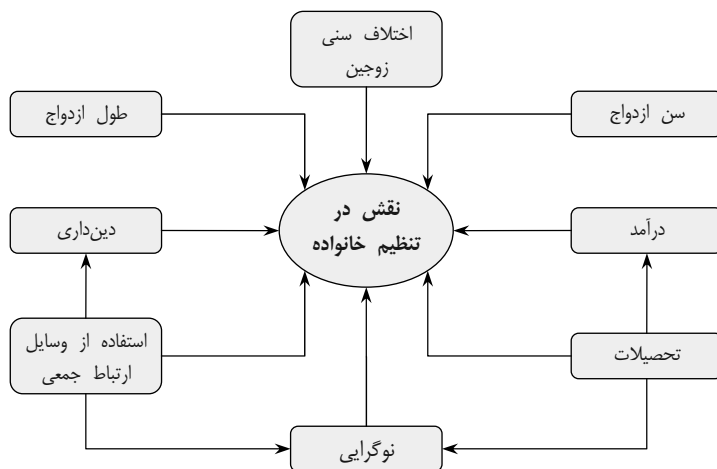 اختلاف سنی
زوجین
سن ازدواج
طول ازدواج
نقش در
تنظیم خانواده
درآمد
دین‌داری
تحصیلات
استفاده از وسایل
ارتباط جمعی
نوگرایی